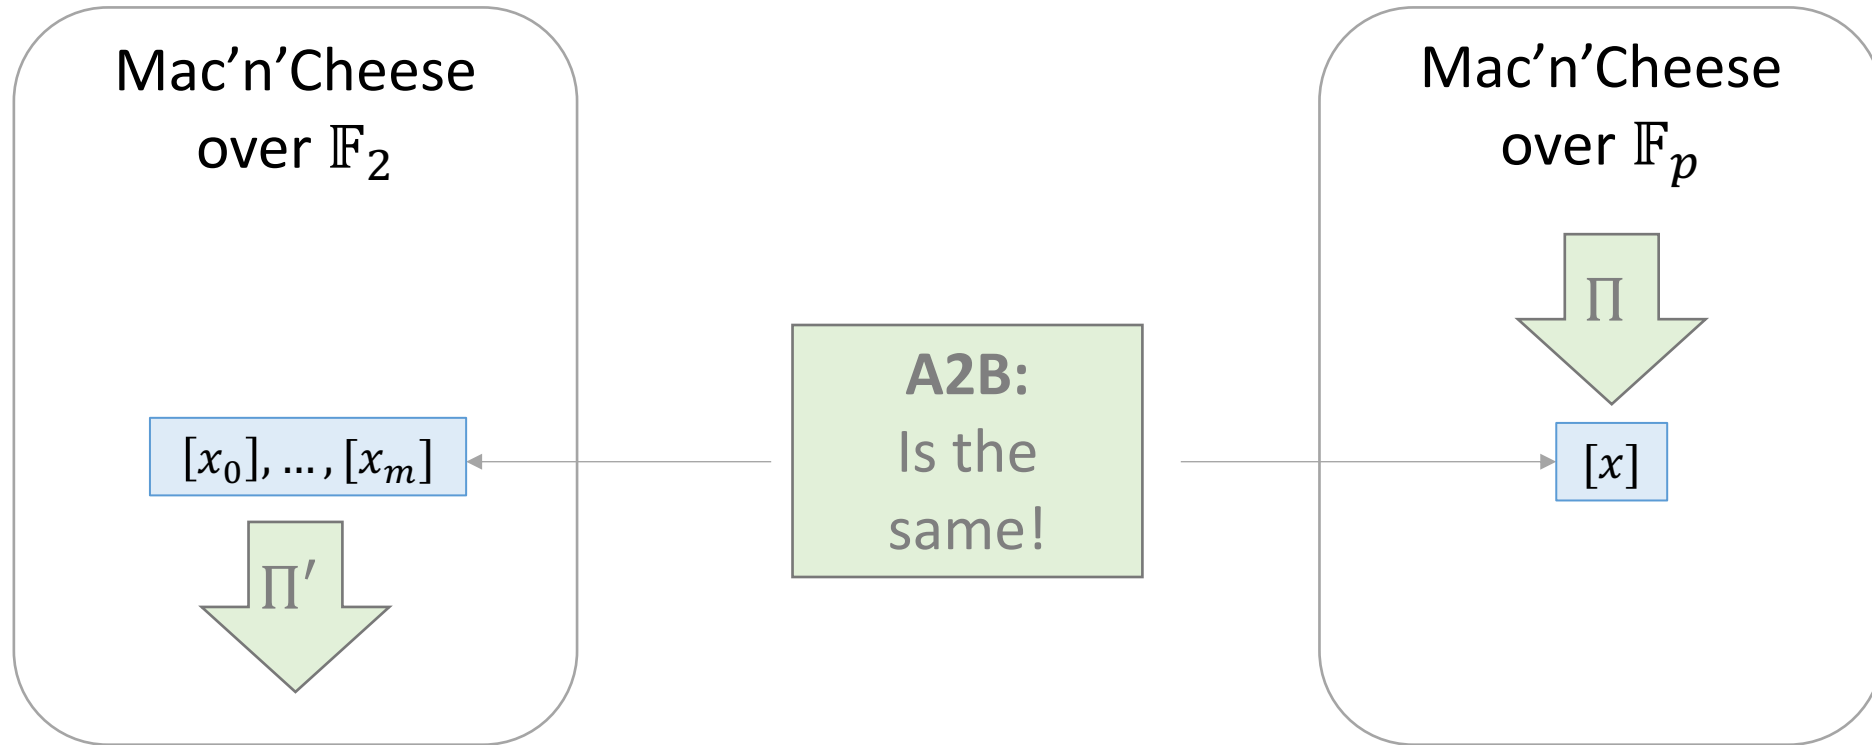 Mac’n’Cheese
over 𝔽₂
[x₀], … , [xₘ]
Π′
A2B:
Is the
same!
Mac’n’Cheese
over 𝔽ₚ
Π
[x]